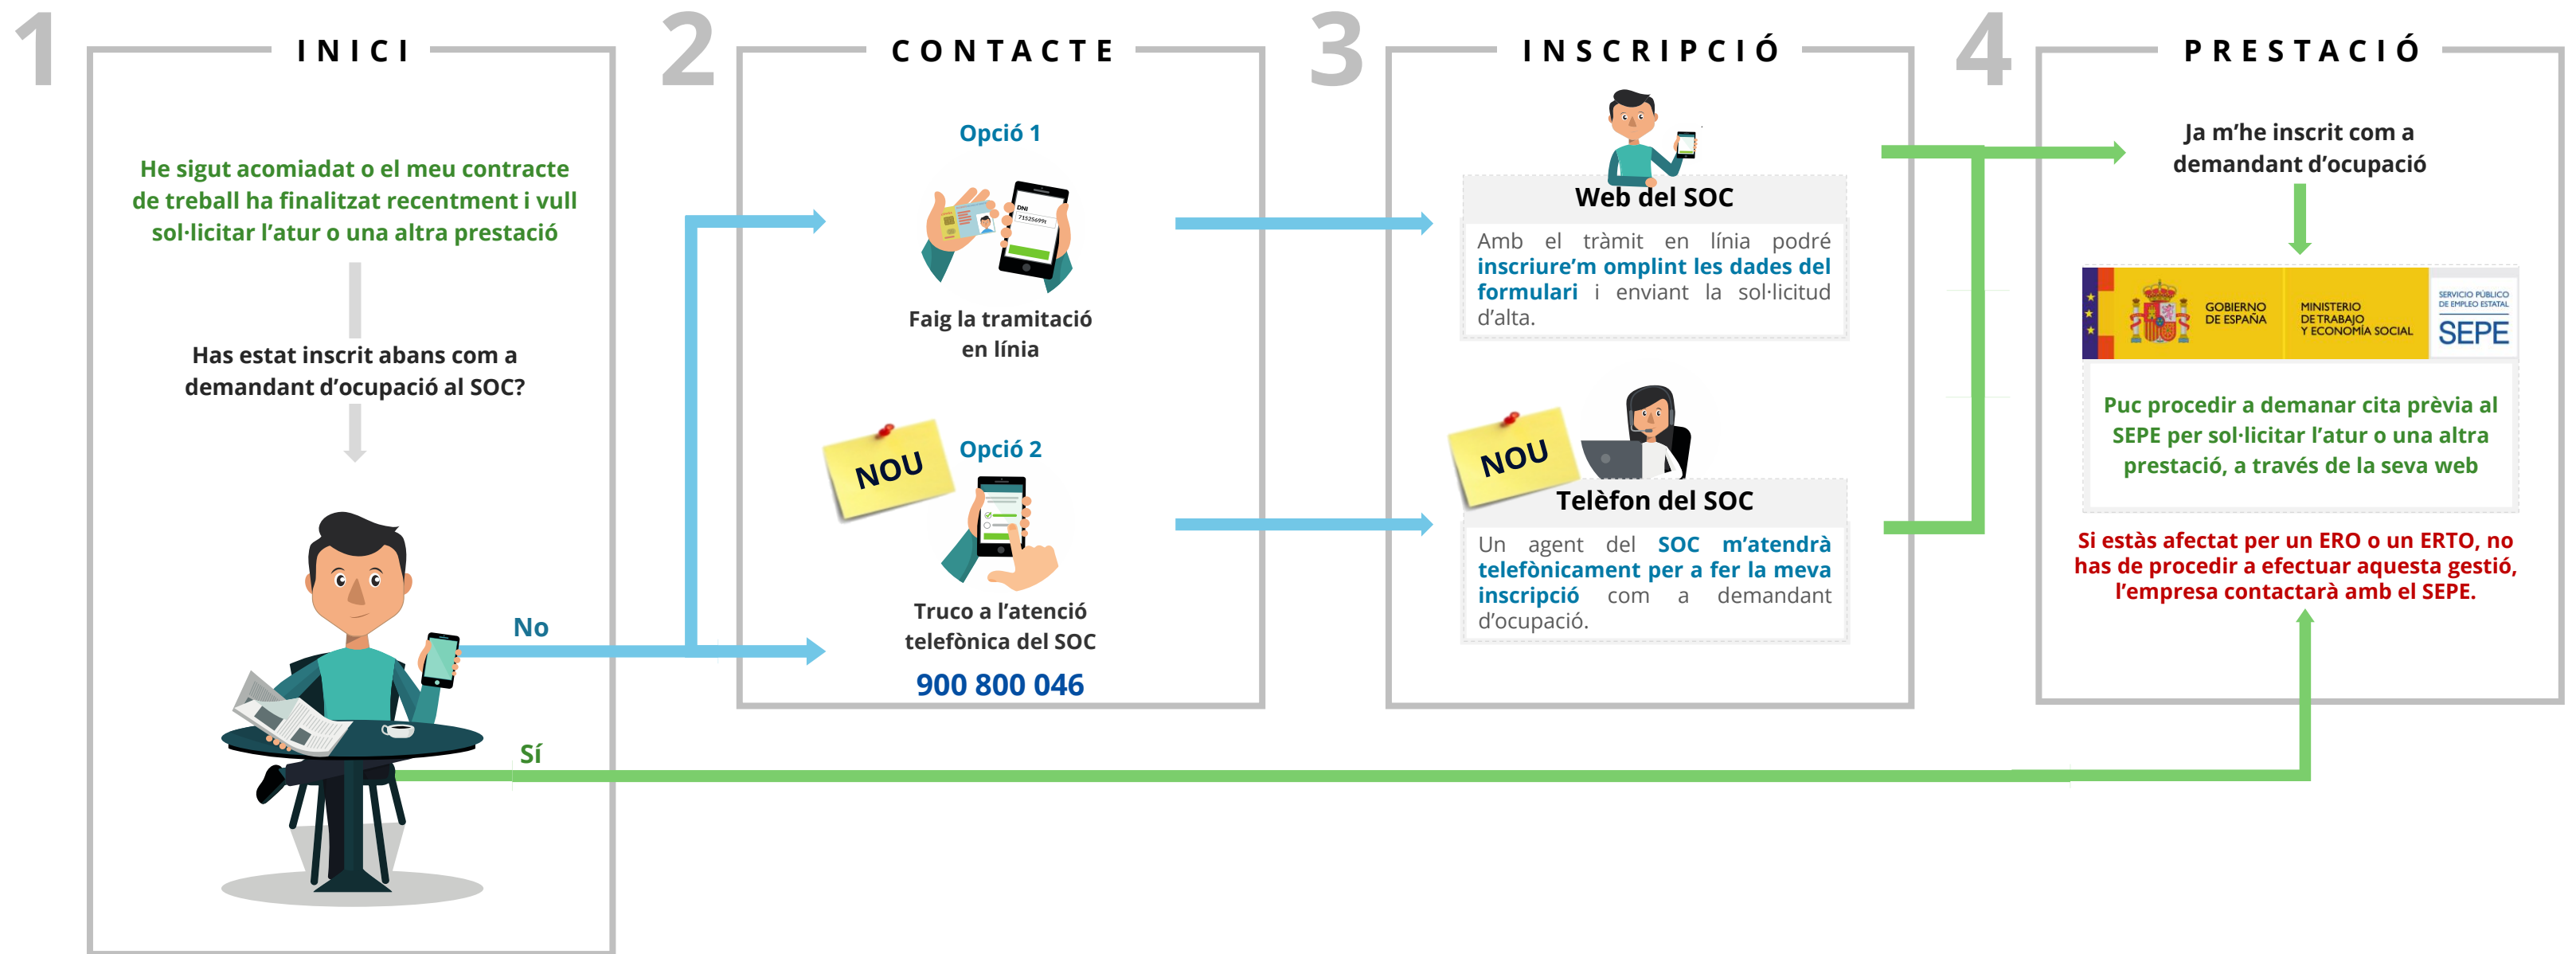 1
INICI
He sigut acomiadat o el meu contracte
de treball ha finalitzat recentment i vull
sol·licitar l’atur o una altra prestació
Has estat inscrit abans com a
demandant d’ocupació al SOC?
No
Sí
2
CONTACTE
Opció 1
DNI
71525699t
Faig la tramitació
en línia
NOU
Opció 2
Truco a l’atenció
telefònica del SOC
900 800 046
3
INSCRIPCIÓ
Web del SOC
Amb el tràmit en línia podré
inscriure’m omplint les dades del
formulari i enviant la sol·licitud
d’alta.
NOU
Telèfon del SOC
Un agent del SOC m’atendrà
telefònicament per a fer la meva
inscripció com a demandant
d’ocupació.
4
PRESTACIÓ
Ja m’he inscrit com a
demandant d’ocupació
GOBIERNO
DE ESPAÑA
MINISTERIO
DE TRABAJO
Y ECONOMÍA SOCIAL
SERVICIO PÚBLICO
DE EMPLEO ESTATAL
SEPE
Puc procedir a demanar cita prèvia al
SEPE per sol·licitar l’atur o una altra
prestació, a través de la seva web
Si estàs afectat per un ERO o un ERTO, no
has de procedir a efectuar aquesta gestió,
l’empresa contactarà amb el SEPE.